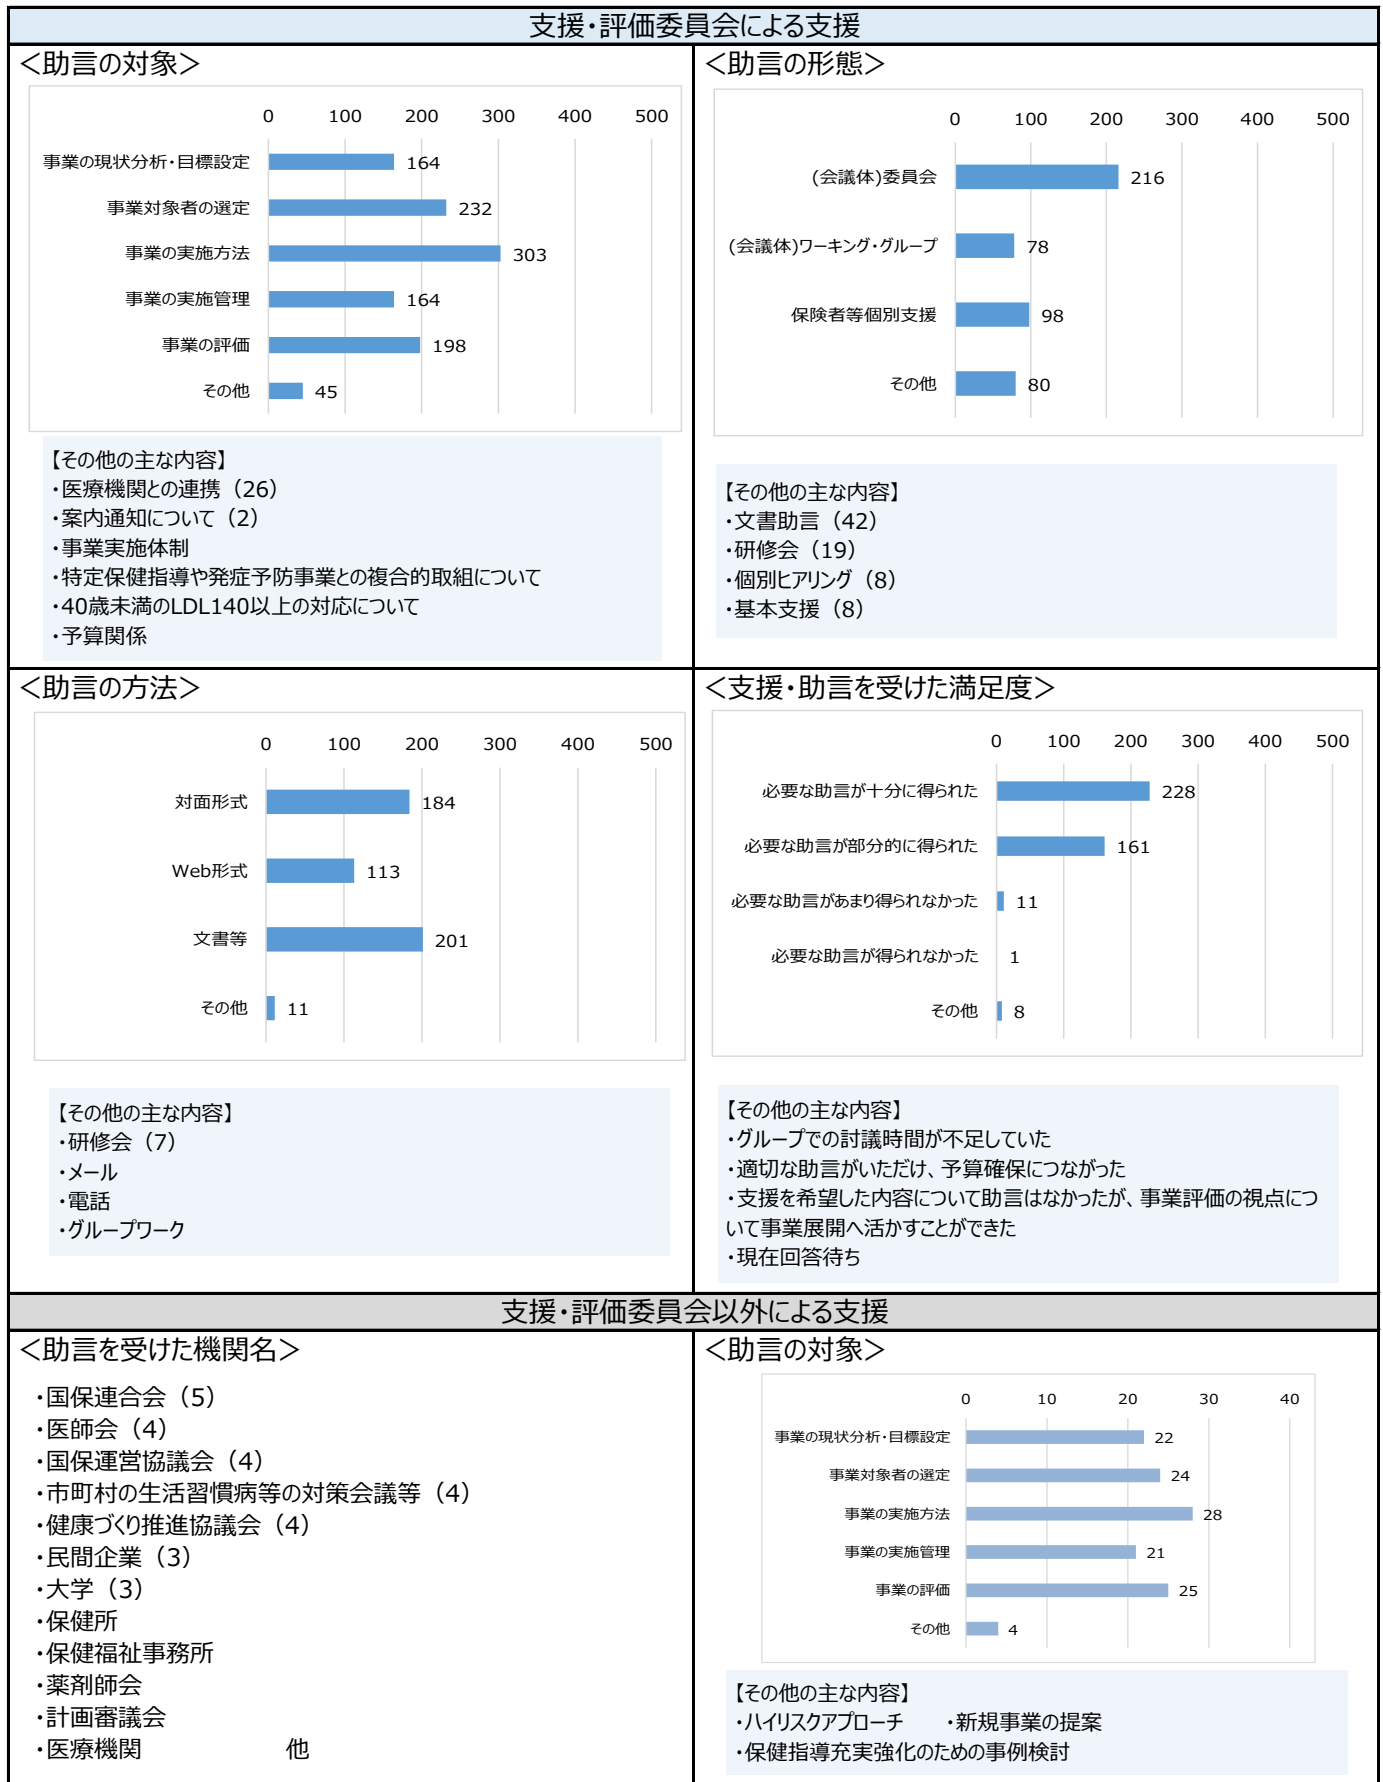 支援・評価委員会による支援
＜助言の対象＞
0 100 200 300 400 500
事業の現状分析・目標設定 164
事業対象者の選定 232
事業の実施方法 303
事業の実施管理 164
事業の評価 198
その他 45
【その他の主な内容】
・医療機関との連携（26）
・案内通知について（2）
・事業実施体制
・特定保健指導や発症予防事業との複合的取組について
・40歳未満のLDL140以上の対応について
・予算関係
＜助言の形態＞
0 100 200 300 400 500
(会議体)委員会 216
(会議体)ワーキング・グループ 78
保険者等個別支援 98
その他 80
【その他の主な内容】
・文書助言（42）
・研修会（19）
・個別ヒアリング（8）
・基本支援（8）
＜助言の方法＞
0 100 200 300 400 500
対面形式 184
Web形式 113
文書等 201
その他 11
【その他の主な内容】
・研修会（7）
・メール
・電話
・グループワーク
＜支援・助言を受けた満足度＞
0 100 200 300 400 500
必要な助言が十分に得られた 228
必要な助言が部分的に得られた 161
必要な助言があまり得られなかった 11
必要な助言が得られなかった 1
その他 8
【その他の主な内容】
・グループでの討議時間が不足していた
・適切な助言がいただけ、予算確保につながった
・支援を希望した内容について助言はなかったが、事業評価の視点につ
いて事業展開へ活かすことができた
・現在回答待ち
支援・評価委員会以外による支援
＜助言を受けた機関名＞
・国保連合会（5）
・医師会（4）
・国保運営協議会（4）
・市町村の生活習慣病等の対策会議等（4）
・健康づくり推進協議会（4）
・民間企業（3）
・大学（3）
・保健所
・保健福祉事務所
・薬剤師会
・計画審議会
・医療機関 他
＜助言の対象＞
0 10 20 30 40
事業の現状分析・目標設定 22
事業対象者の選定 24
事業の実施方法 28
事業の実施管理 21
事業の評価 25
その他 4
【その他の主な内容】
・ハイリスクアプローチ ・新規事業の提案
・保健指導充実強化のための事例検討